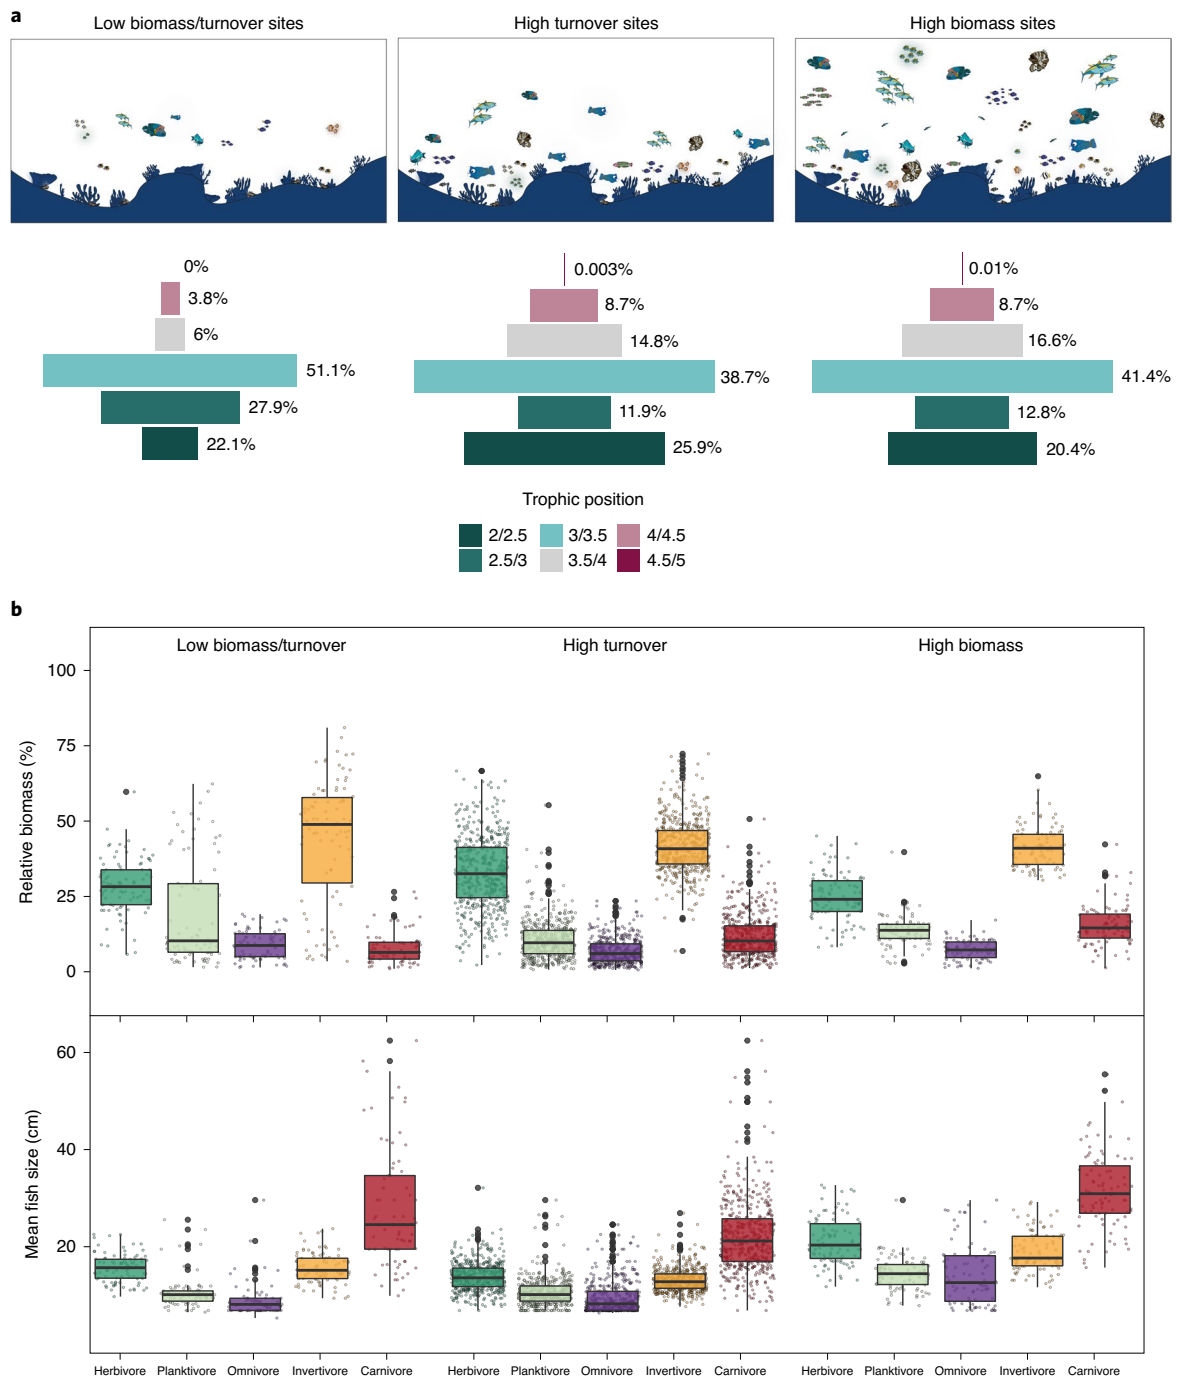 a
Low biomass/turnover sites
High turnover sites
High biomass sites
0%
3.8%
6%
51.1%
27.9%
22.1%
0.003%
8.7%
14.8%
38.7%
11.9%
25.9%
0.01%
8.7%
16.6%
41.4%
12.8%
20.4%
Trophic position
2/2.5 3/3.5 4/4.5
2.5/3 3.5/4 4.5/5
b
Low biomass/turnover
High turnover
High biomass
Relative biomass (%)
100
75
50
25
0
Mean fish size (cm)
60
40
20
Herbivore Planktivore Omnivore Invertivore Carnivore
Herbivore Planktivore Omnivore Invertivore Carnivore
Herbivore Planktivore Omnivore Invertivore Carnivore